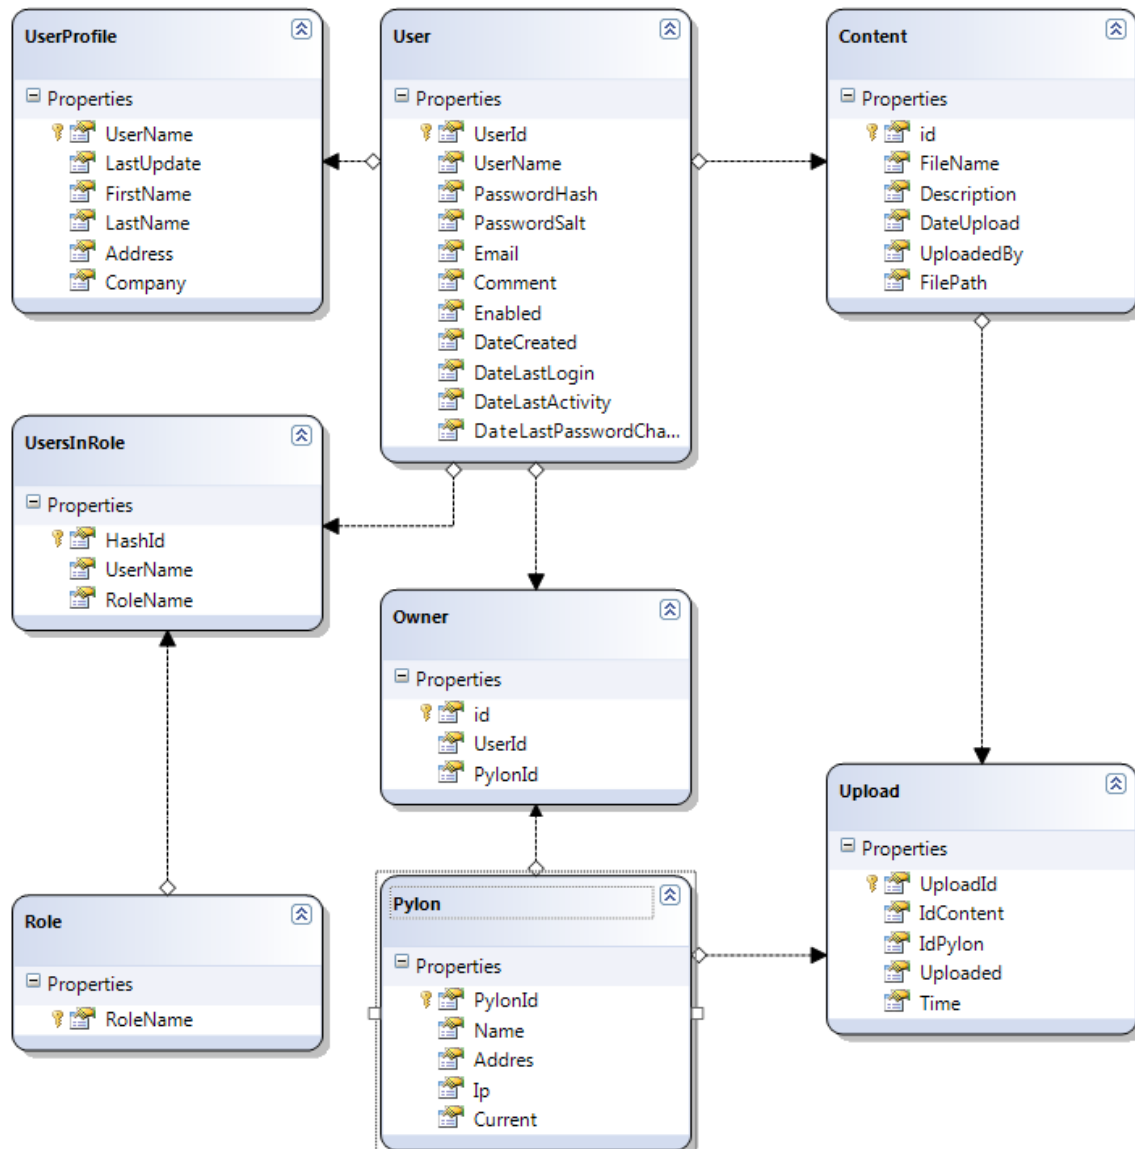 UserProfile
Properties
UserName
LastUpdate
FirstName
LastName
Address
Company
User
Properties
UserId
UserName
PasswordHash
PasswordSalt
Email
Comment
Enabled
DateCreated
DateLastLogin
DateLastActivity
DateLastPasswordCha...
Content
Properties
id
FileName
Description
DateUpload
UploadedBy
FilePath
UsersInRole
Properties
HashId
UserName
RoleName
Owner
Properties
id
UserId
PylonId
Upload
Properties
UploadId
IdContent
IdPylon
Uploaded
Time
Role
Properties
RoleName
Pylon
Properties
PylonId
Name
Addres
Ip
Current